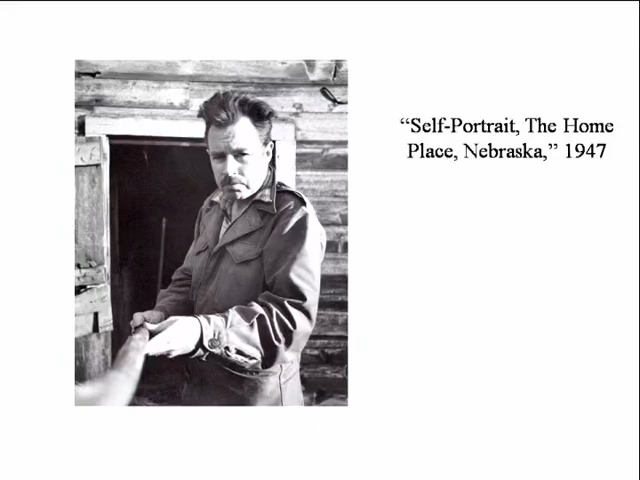 “Self-Portrait, The Home
Place, Nebraska,” 1947